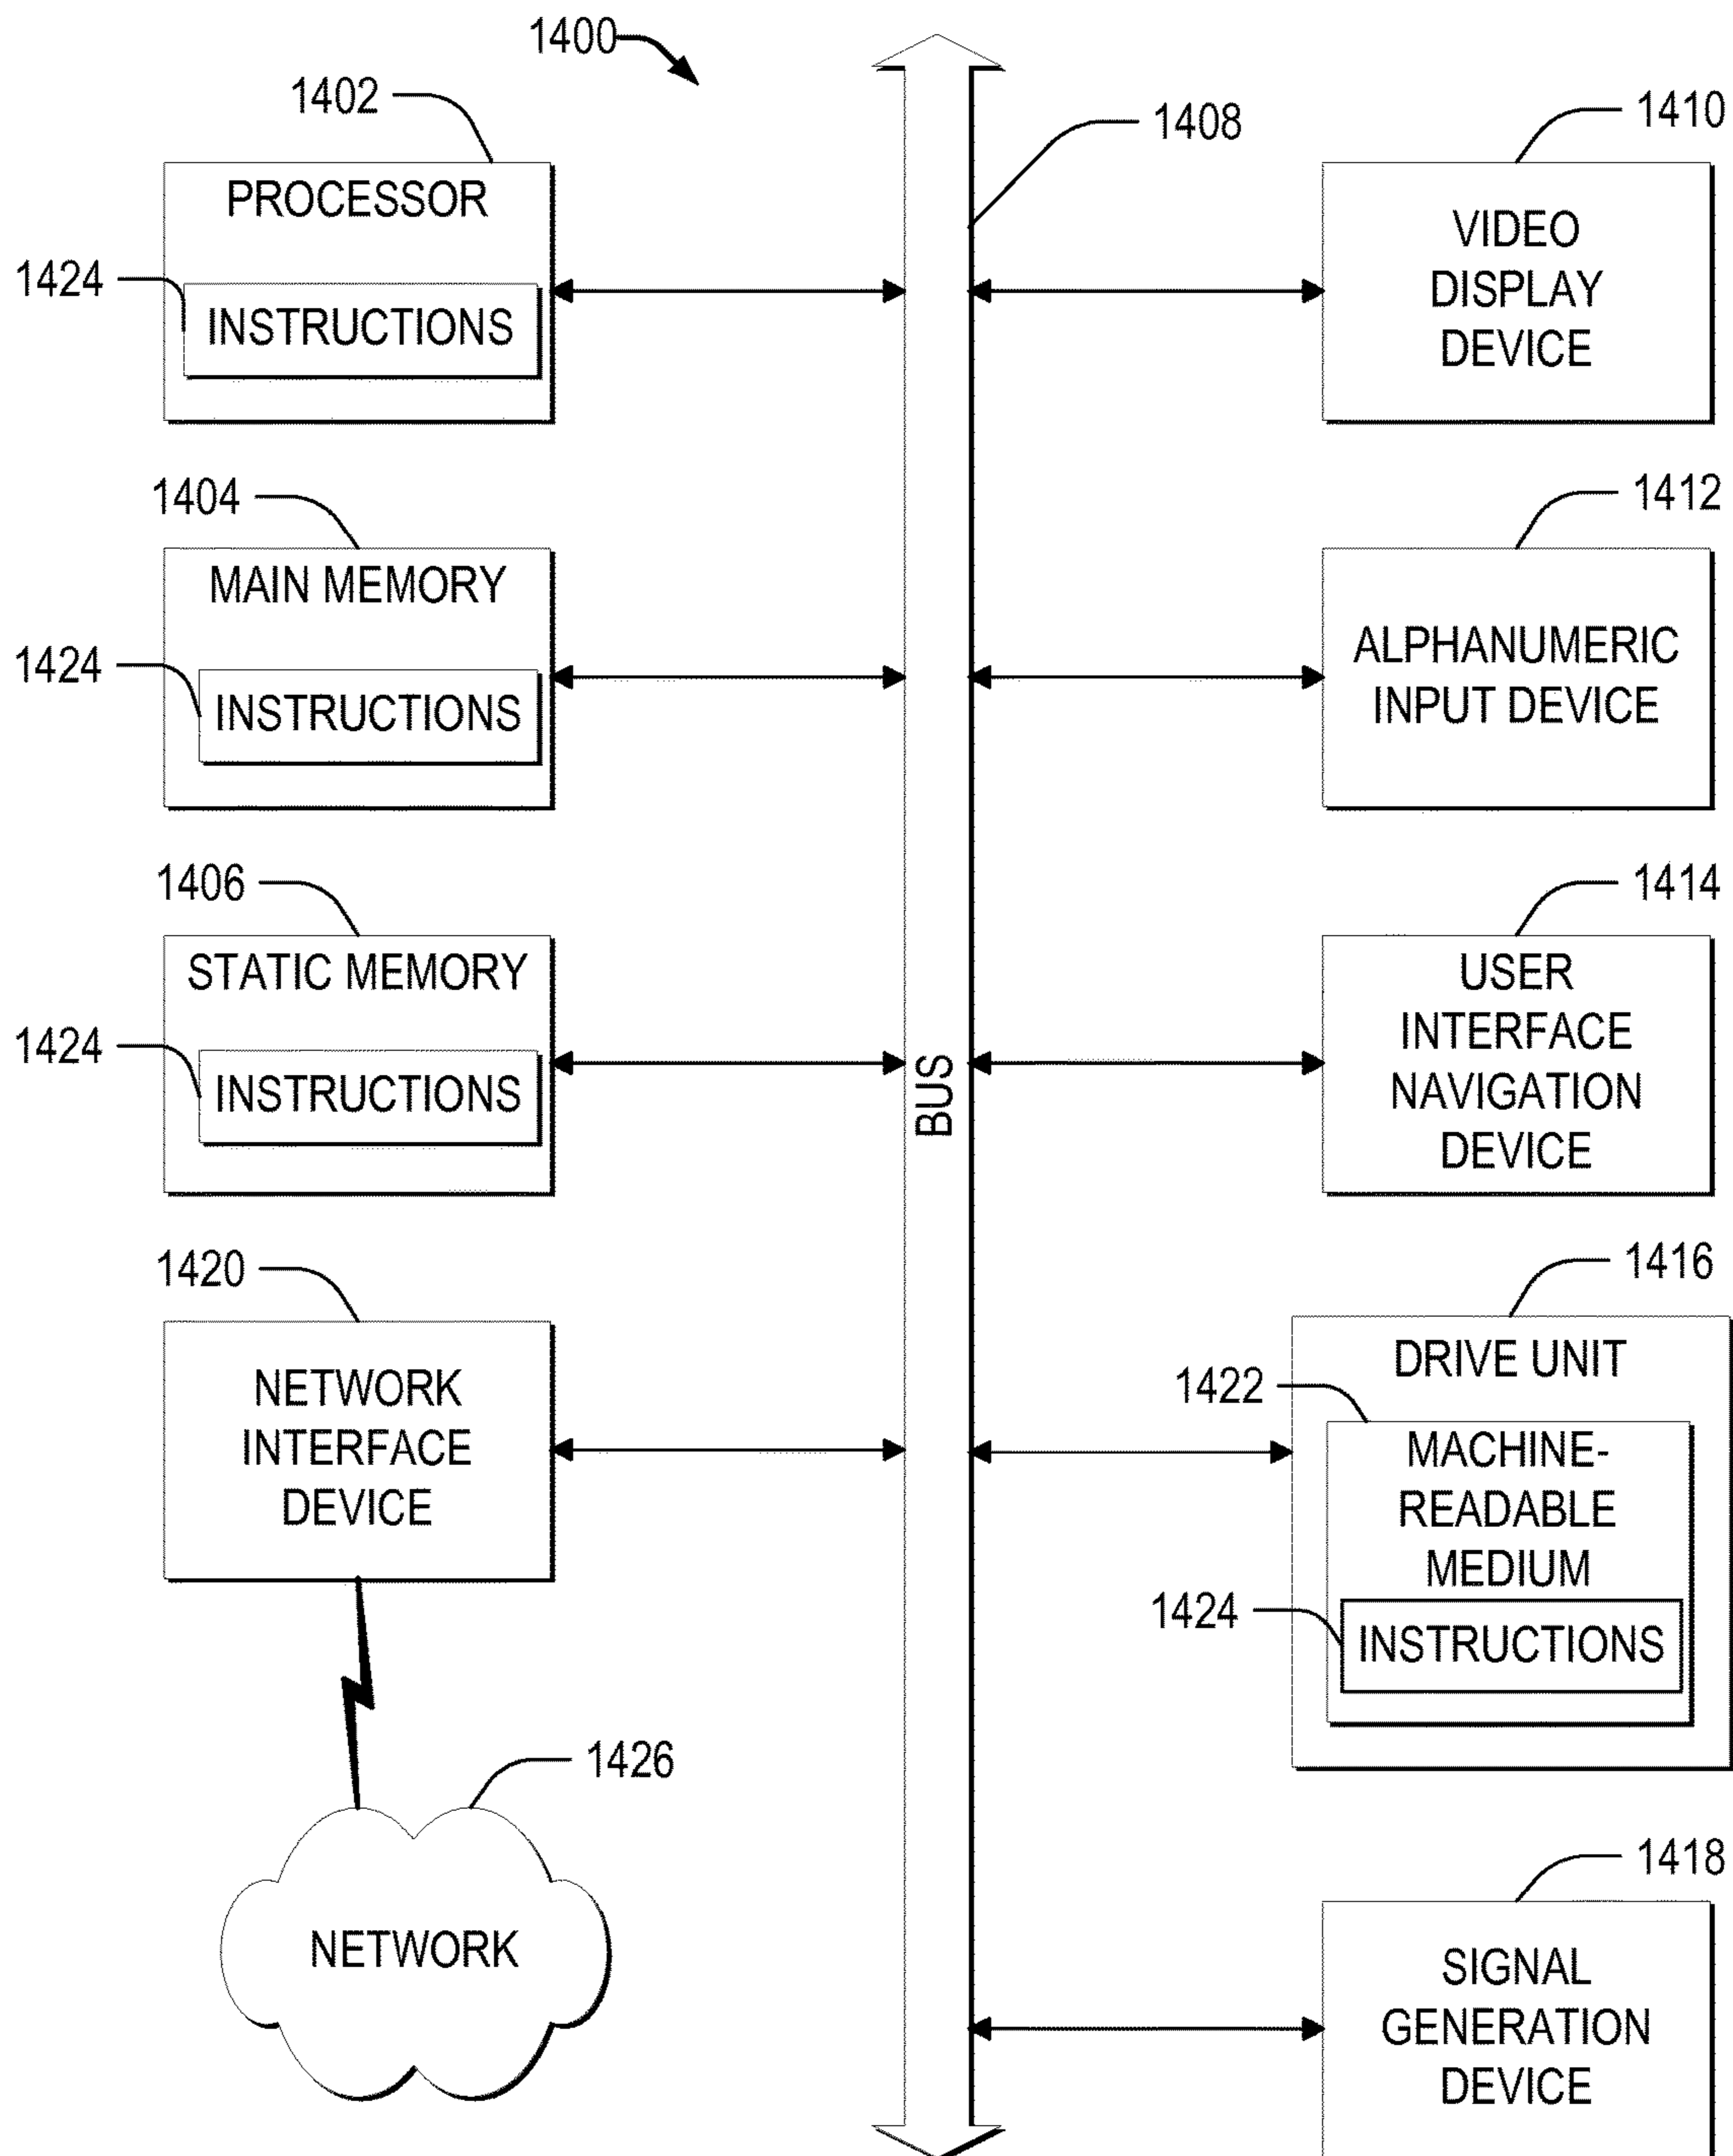 1400
1402
PROCESSOR
1424
INSTRUCTIONS
1404
MAIN MEMORY
1424
INSTRUCTIONS
1406
STATIC MEMORY
1424
INSTRUCTIONS
1420
NETWORK
INTERFACE
DEVICE
1426
NETWORK
1408
BUS
1410
VIDEO
DISPLAY
DEVICE
1412
ALPHANUMERIC
INPUT DEVICE
1414
USER
INTERFACE
NAVIGATION
DEVICE
1416
DRIVE UNIT
1422
MACHINE-
READABLE
MEDIUM
1424
INSTRUCTIONS
1418
SIGNAL
GENERATION
DEVICE